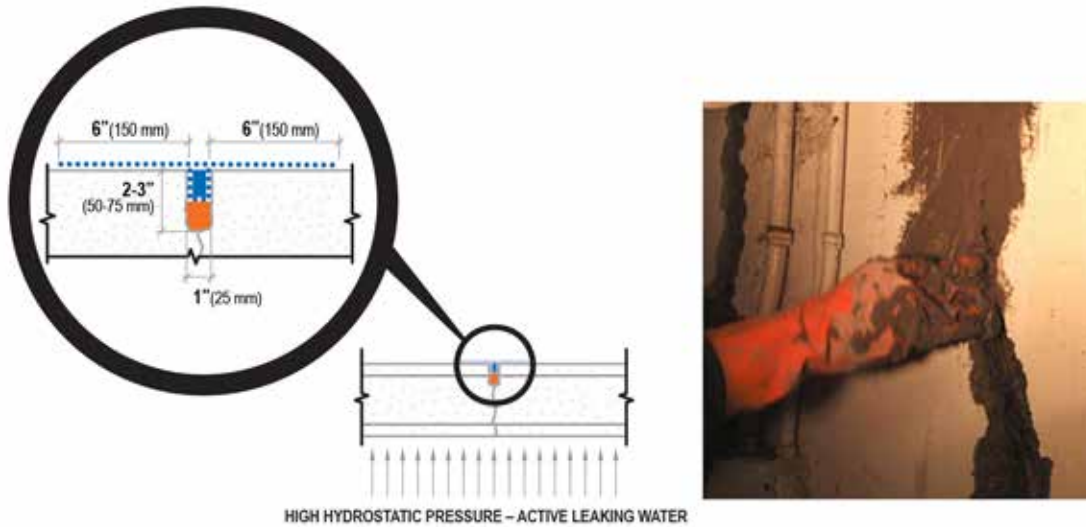 6" (150 mm) 6" (150 mm)
2-3"
(50-75 mm)
1" (25 mm)
HIGH HYDROSTATIC PRESSURE – ACTIVE LEAKING WATER